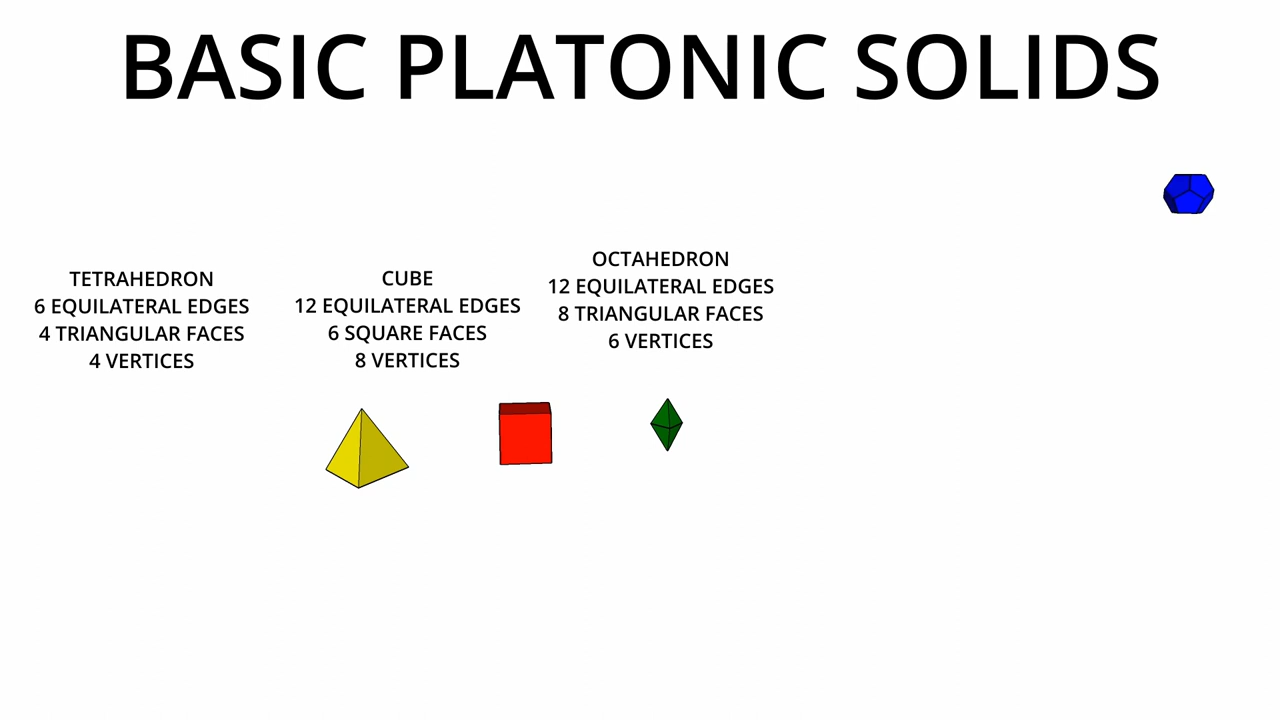 BASIC PLATONIC SOLIDS
TETRAHEDRON
6 EQUILATERAL EDGES
4 TRIANGULAR FACES
4 VERTICES
CUBE
12 EQUILATERAL EDGES
6 SQUARE FACES
8 VERTICES
OCTAHEDRON
12 EQUILATERAL EDGES
8 TRIANGULAR FACES
6 VERTICES